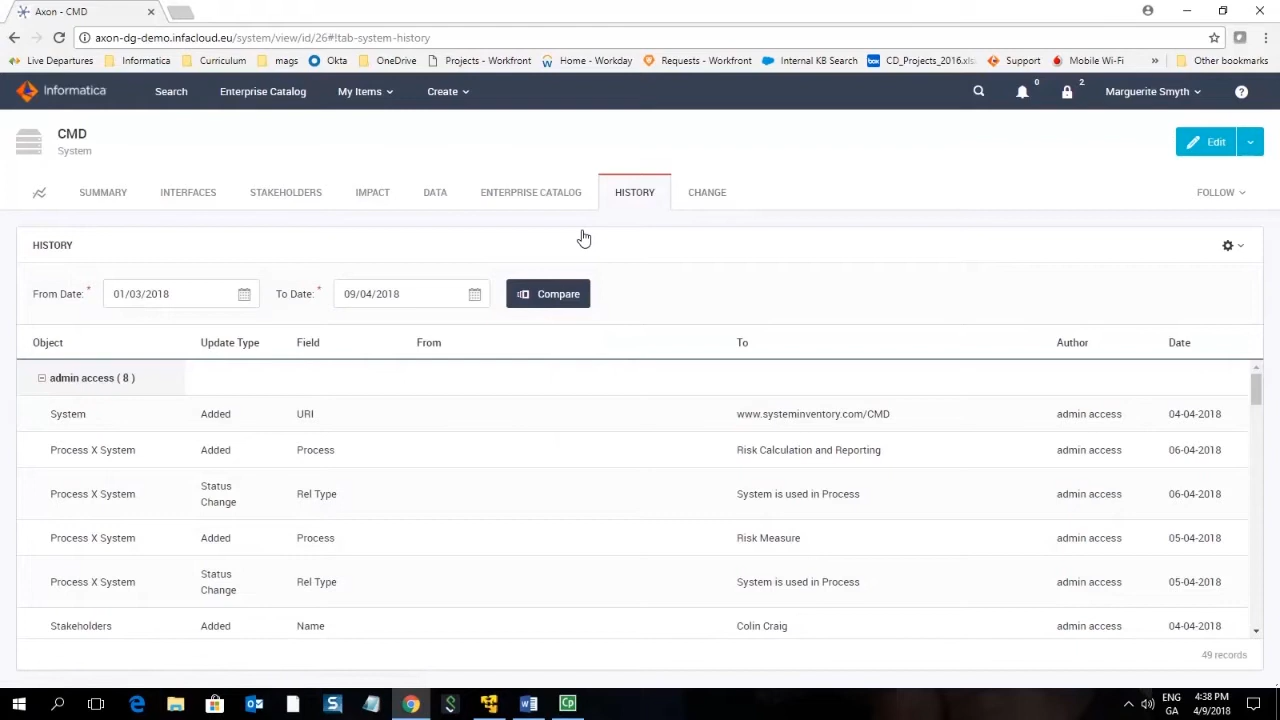 Axon - CMD
axon-dg-demo.infacloud.eu/system/view/id/26#!tab-system-history
Live Departures Informatica Curriculum mags Okta OneDrive Projects - Workfront Home - Workday Requests - Workfront Internal KB Search CD_Projects_2016.xls Support Mobile Wi-Fi » Other bookmarks
Informatica Search Enterprise Catalog My Items Create 0 2 Marguerite Smyth ?
CMD
System
Edit
SUMMARY INTERFACES STAKEHOLDERS IMPACT DATA ENTERPRISE CATALOG HISTORY CHANGE FOLLOW
HISTORY
From Date: * 01/03/2018 To Date: * 09/04/2018 Compare
Object Update Type Field From To Author Date
admin access ( 8 )
System Added URI www.systeminventory.com/CMD admin access 04-04-2018
Process X System Added Process Risk Calculation and Reporting admin access 06-04-2018
Process X System Status Change Rel Type System is used in Process admin access 06-04-2018
Process X System Added Process Risk Measure admin access 05-04-2018
Process X System Status Change Rel Type System is used in Process admin access 05-04-2018
Stakeholders Added Name Colin Craig admin access 04-04-2018
49 records
ENG 4:38 PM
GA 4/9/2018